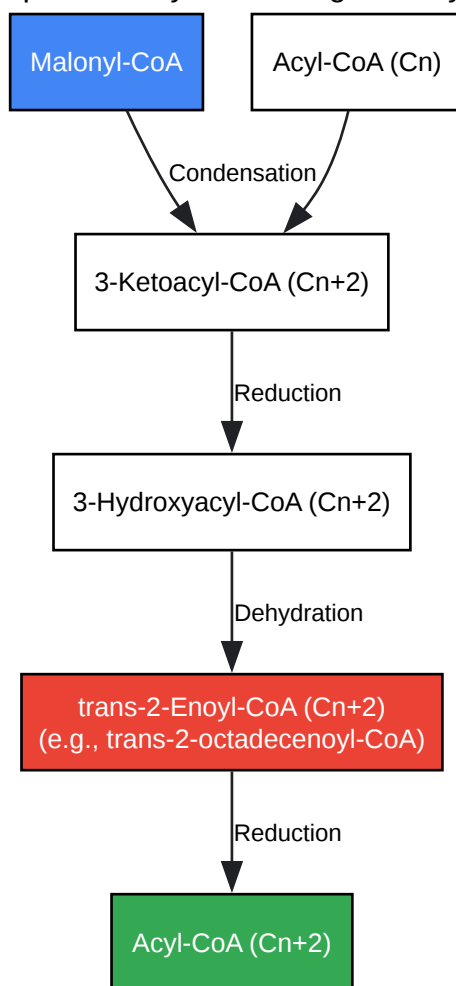 Malonyl-CoA
Acyl-CoA (Cn)
Condensation
3-Ketoacyl-CoA (Cn+2)
Reduction
3-Hydroxyacyl-CoA (Cn+2)
Dehydration
trans-2-Enoyl-CoA (Cn+2)
(e.g., trans-2-octadecenoyl-CoA)
Reduction
Acyl-CoA (Cn+2)